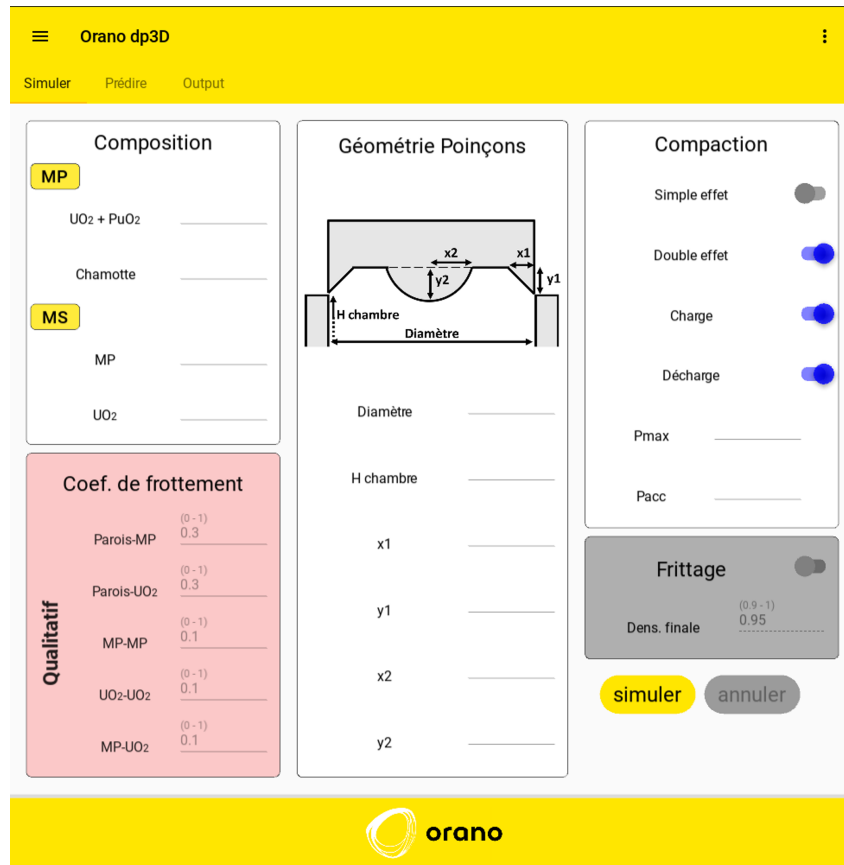 Orano dp3D
Simuler Prédire Output
Composition
MP
UO2 + PuO2
Chamotte
MS
MP
UO2
Coef. de frottement
Qualitatif
(0 - 1)
Parois-MP 0.3
(0 - 1)
Parois-UO2 0.3
(0 - 1)
MP-MP 0.1
(0 - 1)
UO2-UO2 0.1
(0 - 1)
MP-UO2 0.1
Géométrie Poinçons
x2 x1
y2 y1
H chambre
Diamètre
Diamètre
H chambre
x1
y1
x2
y2
Compaction
Simple effet
Double effet
Charge
Décharge
Pmax
Pacc
Frittage
(0.9 - 1)
Dens. finale 0.95
simuler annuler
orano